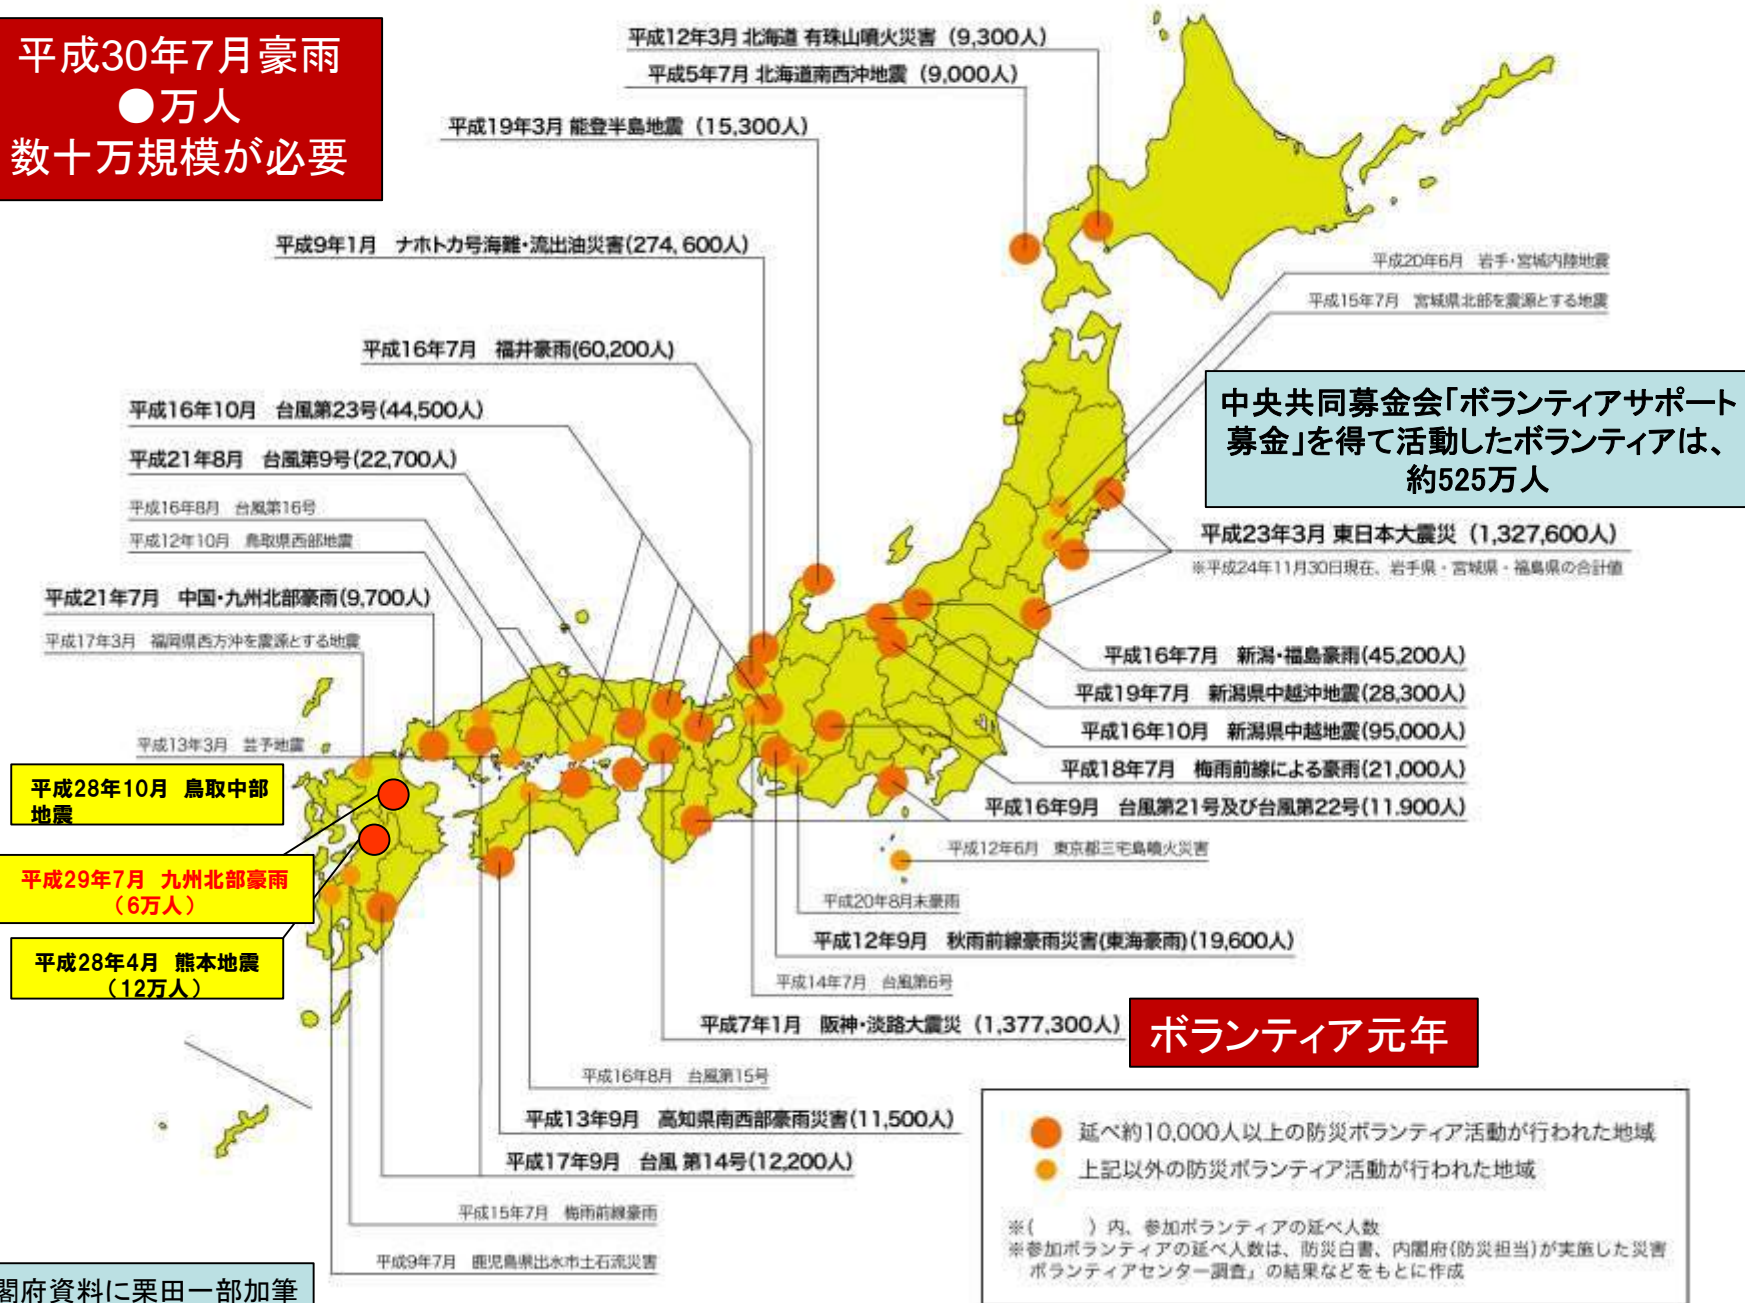 平成30年7月豪雨
●万人
数十万規模が必要
平成12年3月 北海道 有珠山噴火災害（9,300人）
平成5年7月 北海道南西沖地震（9,000人）
平成19年3月 能登半島地震（15,300人）
平成9年1月　ナホトカ号海難・流出油災害(274, 600人)
平成20年6月　岩手・宮城内陸地震
平成15年7月　宮城県北部を震源とする地震
平成16年7月　福井豪雨(60,200人)
中央共同募金会「ボランティアサポート
募金」を得て活動したボランティアは、
約525万人
平成16年10月　台風第23号(44,500人)
平成21年8月　台風第9号(22,700人)
平成16年8月　台風第16号
平成12年10月　鳥取県西部地震
平成23年3月 東日本大震災（1,327,600人）
※平成24年11月30日現在、岩手県・宮城県・福島県の合計値
平成21年7月　中国・九州北部豪雨(9,700人)
平成17年3月　福岡県西方沖を震源とする地震
平成16年7月　新潟・福島豪雨(45,200人)
平成19年7月　新潟県中越沖地震(28,300人)
平成16年10月　新潟県中越地震(95,000人)
平成13年3月　芸予地震
平成18年7月　梅雨前線による豪雨(21,000人)
平成28年10月 鳥取中部
地震
平成16年9月　台風第21号及び台風第22号(11.900人)
平成12年6月　東京都三宅島噴火災害
平成29年7月 九州北部豪雨
（6万人）
平成20年8月末豪雨
平成12年9月　秋雨前線豪雨災害(東海豪雨)(19,600人)
平成28年4月 熊本地震
（12万人）
平成14年7月　台風第6号
平成7年1月　阪神・淡路大震災（1,377,300人）
ボランティア元年
平成16年8月　台風第15号
平成13年9月　高知県南西部豪雨災害(11,500人)
平成17年9月　台風 第14号(12,200人)
平成15年7月　梅雨前線豪雨
平成9年7月　鹿児島県出水市土石流災害
延べ約10,000人以上の防災ボランティア活動が行われた地域
上記以外の防災ボランティア活動が行われた地域
※(　　　) 内、参加ボランティアの延べ人数
※参加ボランティアの延べ人数は、防災白書、内閣府(防災担当)が実施した災害
ボランティアセンター調査」の結果などをもとに作成
閣府資料に栗田一部加筆